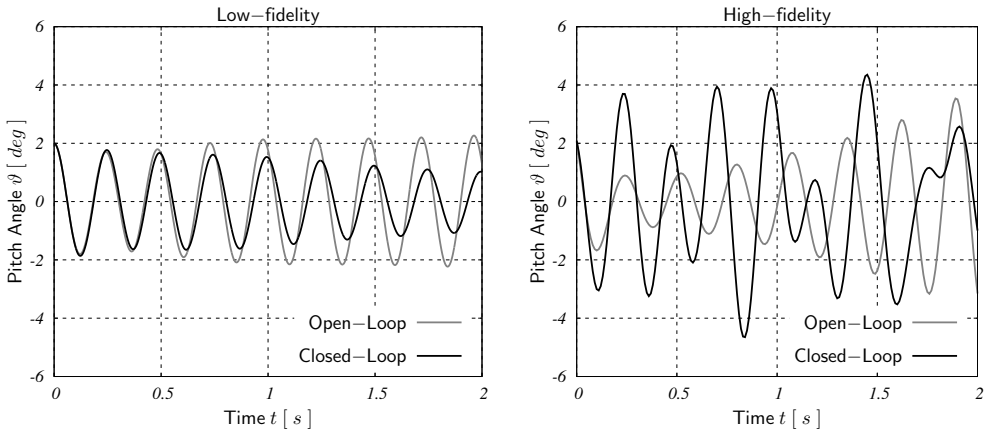 Low−fidelity
6
4
2
0
-2
-4
-6
Pitch Angle ϑ [ deg ]
Open−Loop
Closed−Loop
0 0.5 1 1.5 2
Time t [ s ]
High−fidelity
6
4
2
0
-2
-4
-6
Pitch Angle ϑ [ deg ]
Open−Loop
Closed−Loop
0 0.5 1 1.5 2
Time t [ s ]